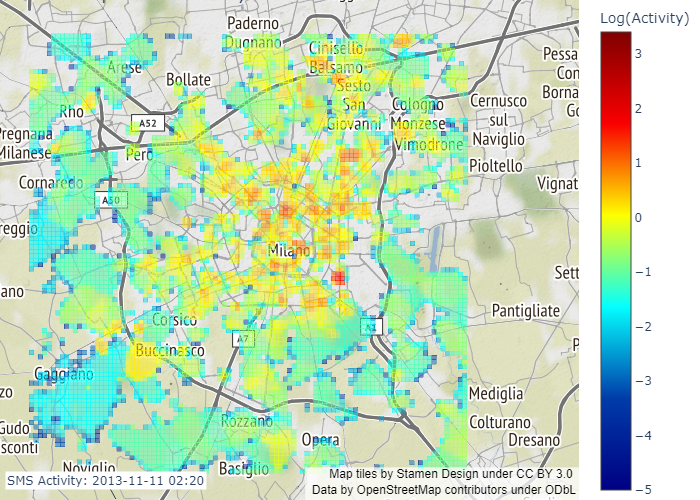 Log(Activity)
Paderno
Dugnano
Cinisello
Balsamo
Arese
Bollate
Sesto
San
Giovanni
Cologno
Monzese
Vimodrone
Cernusco
sul
Naviglio
Pessa
Con
Borna
Go
Rho
A52
Pregnana
Milanese
Pero
Pioltello
Cornaredo
A50
Vignat
reggio
Milano
Sett
ano
Pantigliate
Corsico
A1
A7
Buccinasco
P
Gaggiano
zo
Mediglia
Rozzano
Colturano
Gudo
sconti
Opera
Dresano
Noviglio
Basiglio
3
2
1
0
−1
−2
−3
−4
−5
SMS Activity: 2013-11-11 02:20
Map tiles by Stamen Design under CC BY 3.0
Data by OpenStreetMap contributors under ODbL